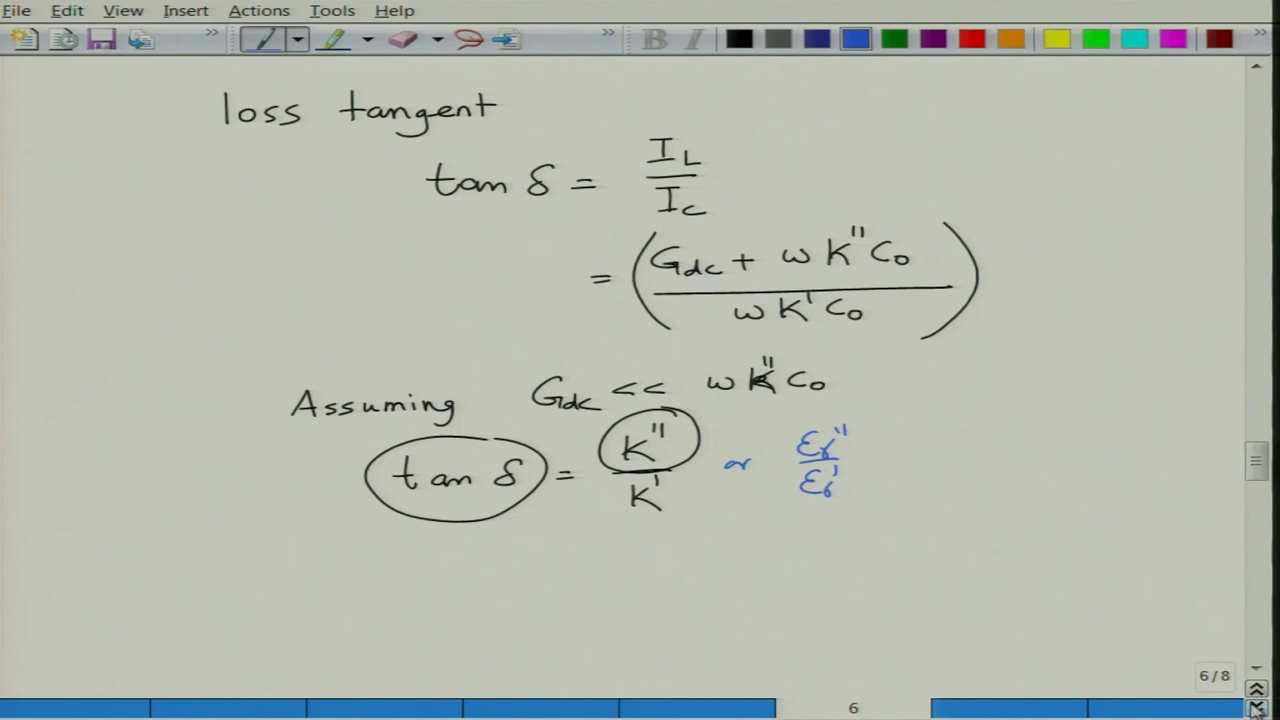 File Edit View Insert Actions Tools Help
B I
loss tangent
tan δ = I_L / I_C
= (G_dc + ω K'' C_0 / ω K' C_0)
Assuming G_dc << ω K'' C_0
tan δ = K'' / K' or ε_r'' / ε_r'
6 / 8
6